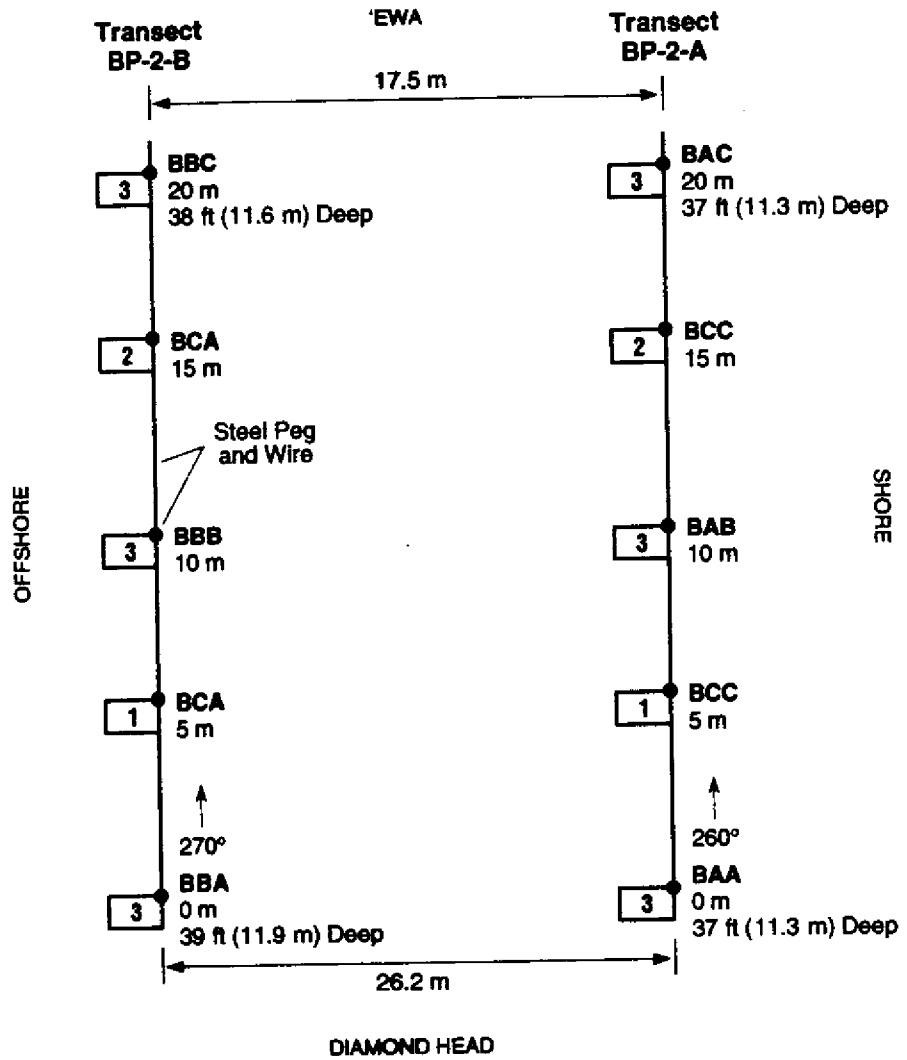 'EWA
Transect
BP-2-B
Transect
BP-2-A
17.5 m
BBC
3
20 m
38 ft (11.6 m) Deep
BAC
3
20 m
37 ft (11.3 m) Deep
BCA
2
15 m
BCC
2
15 m
Steel Peg
and Wire
OFFSHORE
SHORE
BBB
3
10 m
BAB
3
10 m
BCA
1
5 m
BCC
1
5 m
270º
260º
BBA
3
0 m
39 ft (11.9 m) Deep
BAA
3
0 m
37 ft (11.3 m) Deep
26.2 m
DIAMOND HEAD